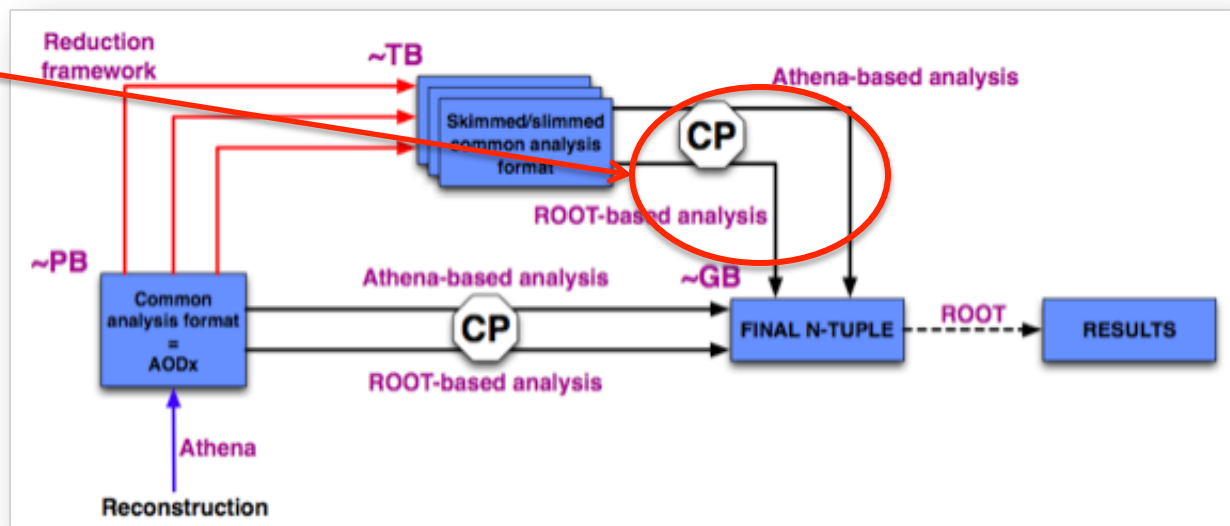 Reduction
framework
~TB
Athena-based analysis
Skimmed/slimmed
common analysis
format
CP
ROOT-based analysis
~PB
Athena-based analysis
~GB
Common
analysis format
=
AODx
CP
FINAL N-TUPLE
ROOT
RESULTS
ROOT-based analysis
Athena
Reconstruction